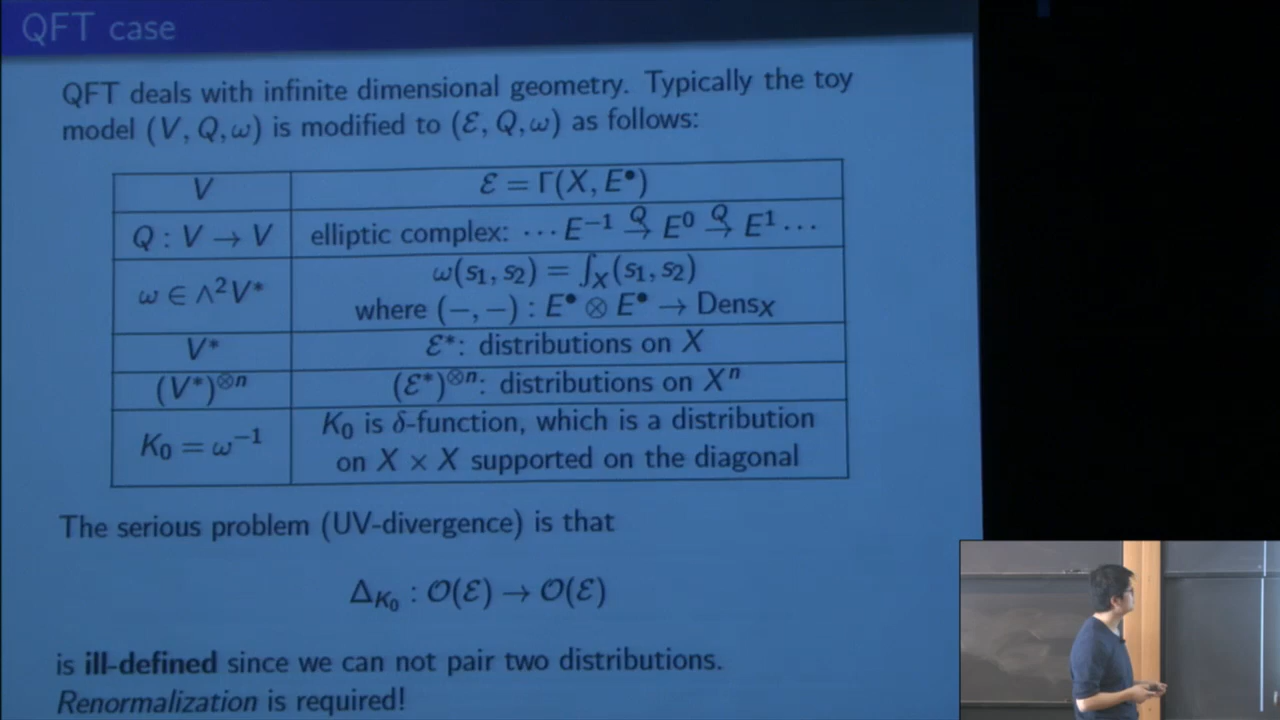 QFT case
QFT deals with infinite dimensional geometry. Typically the toy
model (V, Q, ω) is modified to (ℰ, Q, ω) as follows:
V ℰ = Γ(X, E•)
Q : V → V elliptic complex: ··· E⁻¹ →Q E⁰ →Q E¹ ···
ω ∈ ∧²V* ω(s₁, s₂) = ∫_X (s₁, s₂)
where (−, −) : E• ⊗ E• → Dens_X
V* ℰ*: distributions on X
(V*)^⊗n (ℰ*)^⊗n: distributions on Xⁿ
K₀ = ω⁻¹ K₀ is δ-function, which is a distribution
on X × X supported on the diagonal
The serious problem (UV-divergence) is that
Δ_K₀ : 𝒪(ℰ) → 𝒪(ℰ)
is ill-defined since we can not pair two distributions.
Renormalization is required!